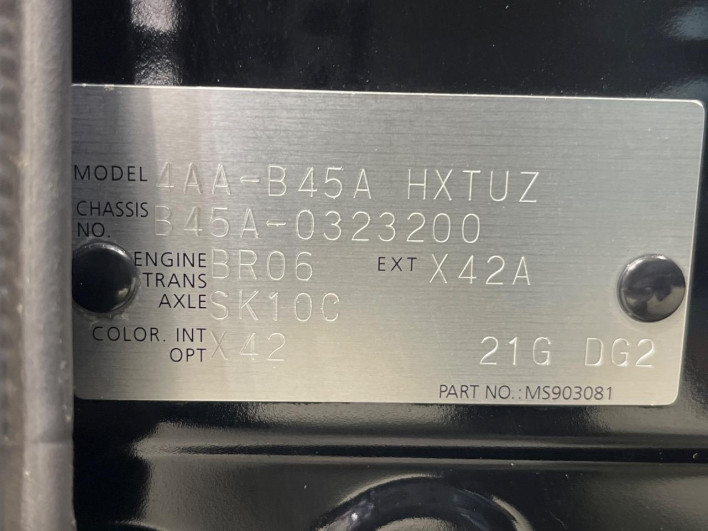 MODEL 4AA-B45A HXTUZ
CHASSIS NO. B45A-0323200
ENGINE BR06 EXT X42A
TRANS AXLE SK10C
COLOR. INT X42
OPT 21G DG2
PART NO.: MS903081